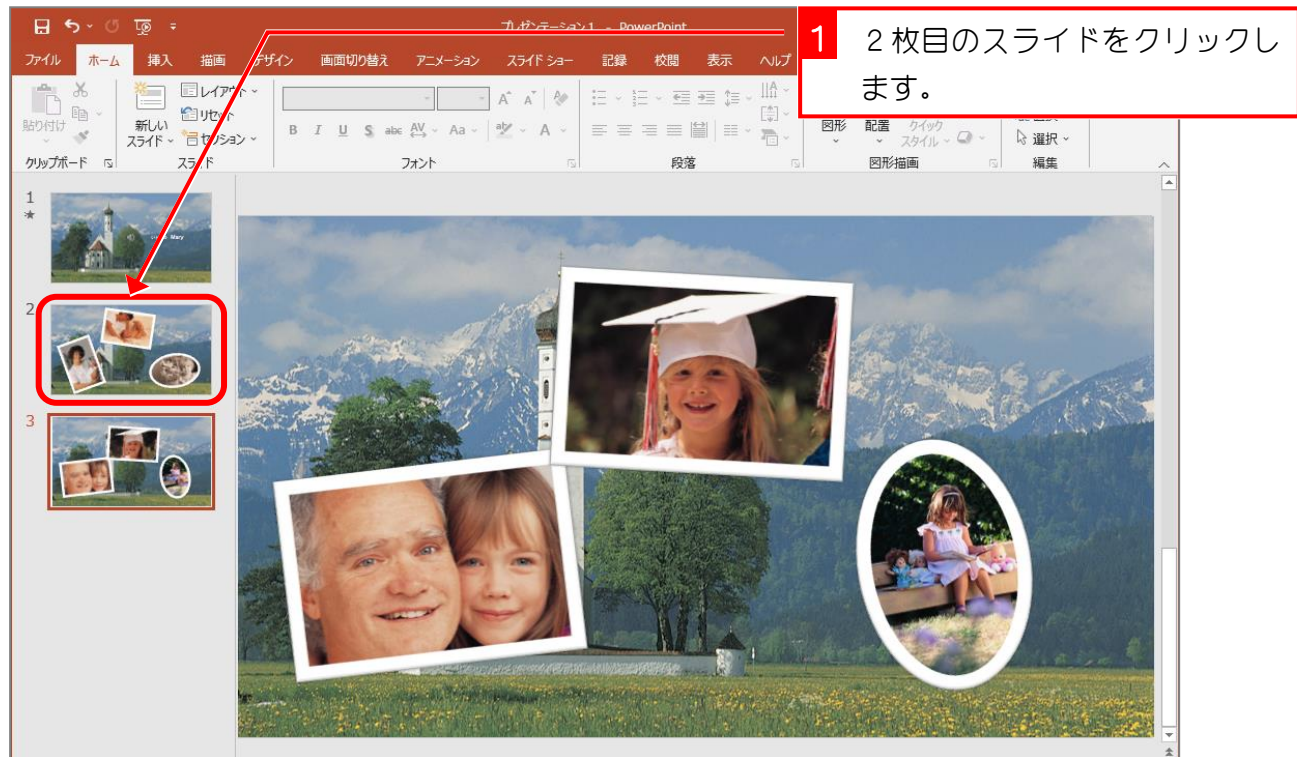 プレゼンテーション1 - PowerPoint
1 2枚目のスライドをクリックし
ます。
ファイル ホーム 挿入 描画 デザイン 画面切り替え アニメーション スライド ショー 記録 校閲 表示 ヘルプ
貼り付け
新しい
スライド
レイアウト
リセット
セクション
B I U S abc AV Aa A
図形 配置 クイック
スタイル
選択
クリップボード スライド フォント 段落 図形描画 編集
1
Mary
2
3